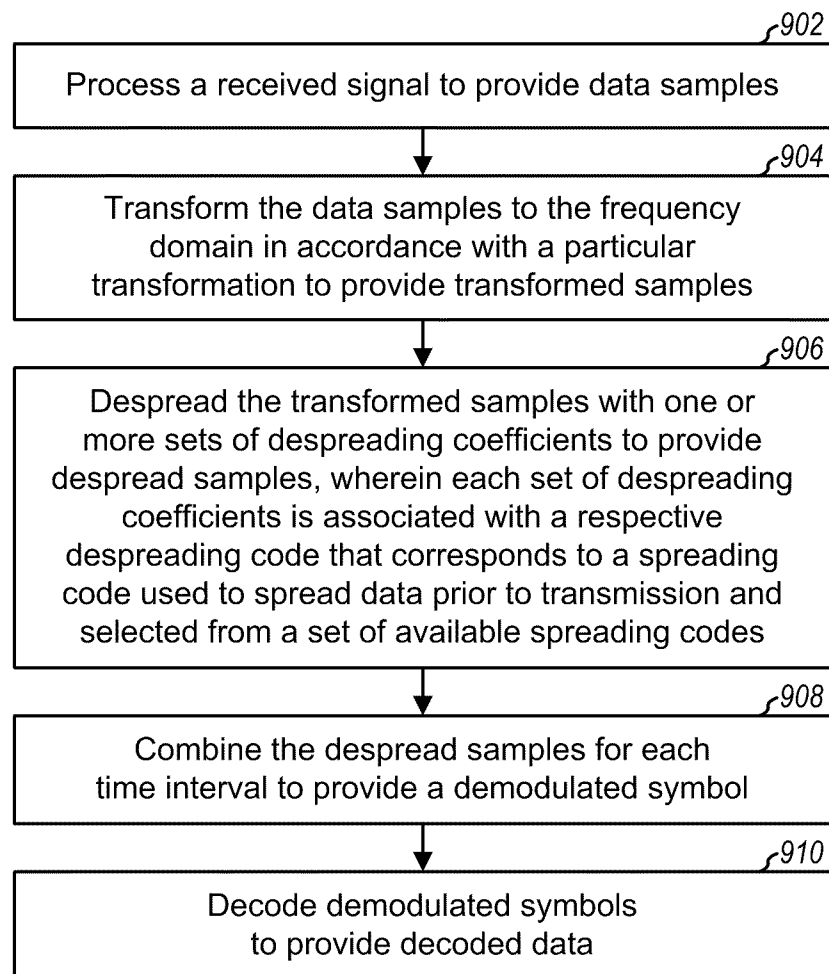 902
Process a received signal to provide data samples
904
Transform the data samples to the frequency
domain in accordance with a particular
transformation to provide transformed samples
906
Despread the transformed samples with one or
more sets of despreading coefficients to provide
despread samples, wherein each set of despreading
coefficients is associated with a respective
despreading code that corresponds to a spreading
code used to spread data prior to transmission and
selected from a set of available spreading codes
908
Combine the despread samples for each
time interval to provide a demodulated symbol
910
Decode demodulated symbols
to provide decoded data